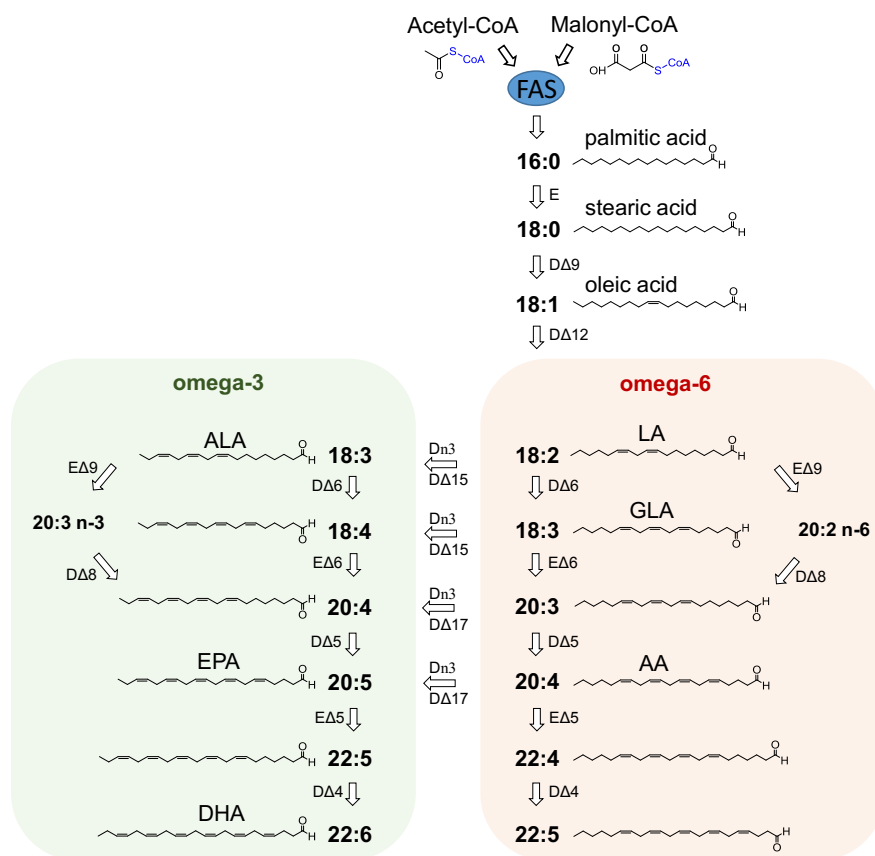 Acetyl-CoA Malonyl-CoA
S CoA O
O OH O O S CoA
FAS
palmitic acid
16:0 O H
E
stearic acid
18:0 O H
DΔ9
oleic acid
18:1 O H
DΔ12
omega-3 omega-6
ALA O H 18:3 Dn3 DΔ15 18:2 LA O H
EΔ9 DΔ6 DΔ6 EΔ9
20:3 n-3 O H 18:4 Dn3 DΔ15 18:3 GLA O H 20:2 n-6
DΔ8 EΔ6 EΔ6 DΔ8
O H 20:4 Dn3 DΔ17 20:3 O H
DΔ5 DΔ5
EPA O H 20:5 Dn3 DΔ17 20:4 AA O H
EΔ5 EΔ5
O H 22:5 22:4 O H
DΔ4 DΔ4
DHA O H 22:6 22:5 O H